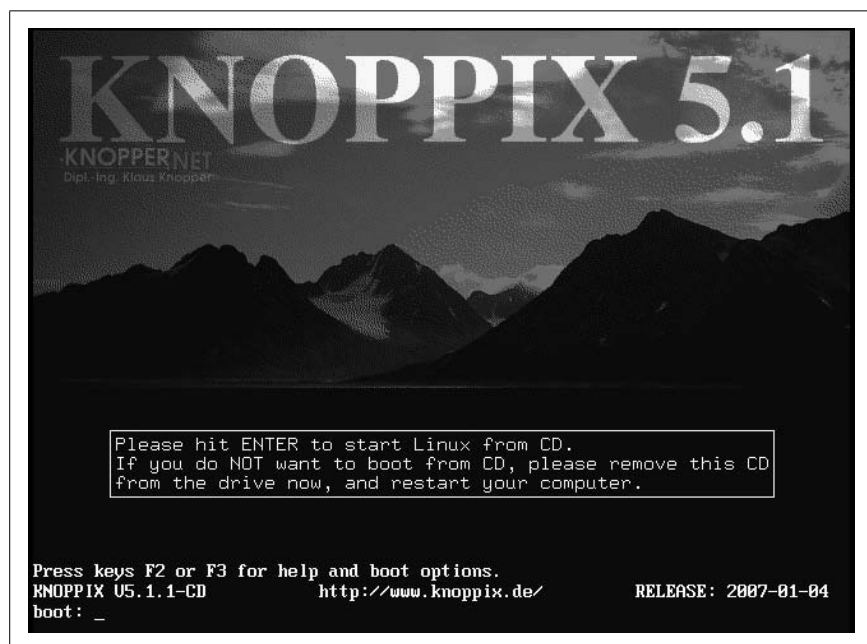 KNOPPIX 5.1
KNOPPER NET
Dipl.-Ing. Klaus Knopper
Please hit ENTER to start Linux from CD.
If you do NOT want to boot from CD, please remove this CD
from the drive now, and restart your computer.
Press keys F2 or F3 for help and boot options.
KNOPPIX V5.1.1-CD http://www.knoppix.de/ RELEASE: 2007-01-04
boot: _